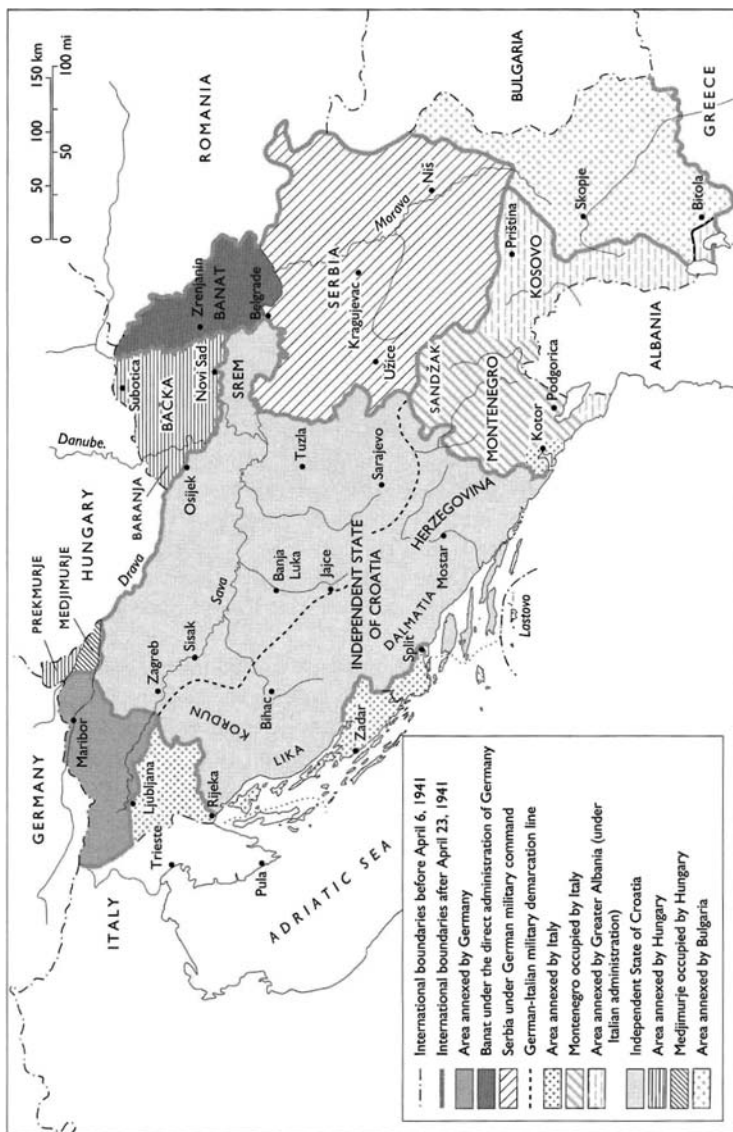 0 50 100 150 km
0 50 100 mi
GERMANY
PREKMURJE
MEDJIMURJE
HUNGARY
ROMANIA
ITALY
Maribor
Drava
Danube.
Subotica
BARANJA
BAČKA
Zrenjanin
BANAT
Ljubljana
Zagreb
Osijek
Novi Sad
Trieste
Sisak
Sava
SREM
Belgrade
Rijeka
Pula
KORDUN
Bihac
Banja
Luka
Tuzla
LIKA
Jajce
SERBIA
Kragujevac
Morava
BULGARIA
Zadar
INDEPENDENT STATE
OF CROATIA
Sarajevo
Užice
Niš
ADRIATIC SEA
DALMATIA
Split
Mostar
HERZEGOVINA
SANDŽAK
MONTENEGRO
Priština
KOSOVO
Kotor
Podgorica
Skopje
Lastovo
ALBANIA
Bitola
GREECE
International boundaries before April 6, 1941
International boundaries after April 23, 1941
Area annexed by Germany
Banat under the direct administration of Germany
Serbia under German military command
German-Italian military demarcation line
Area annexed by Italy
Montenegro occupied by Italy
Area annexed by Greater Albania (under
Italian administration)
Independent State of Croatia
Area annexed by Hungary
Medjimurje occupied by Hungary
Area annexed by Bulgaria